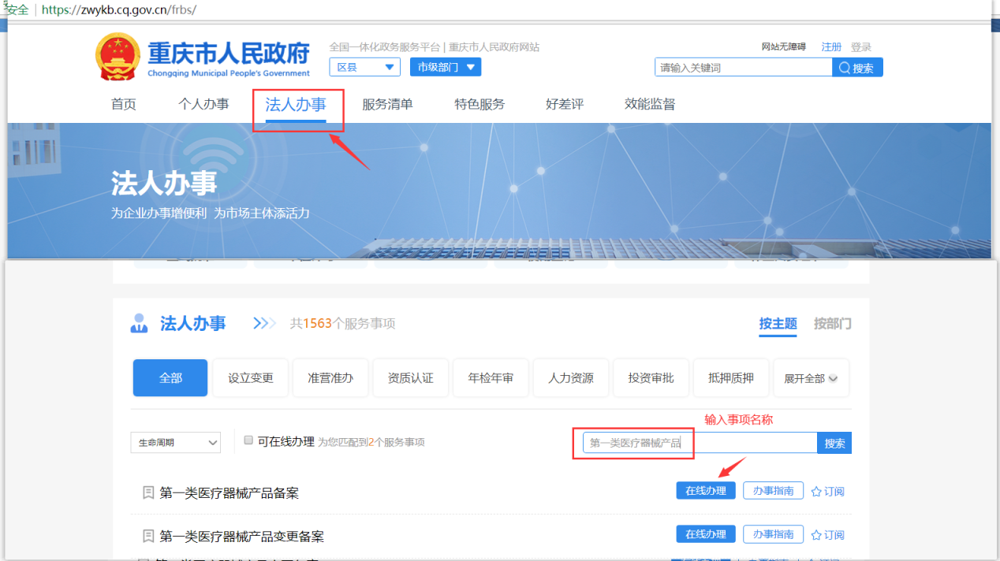 安全 | https://zwykb.cq.gov.cn/frbs/
重庆市人民政府
Chongqing Municipal People's Government
全国一体化政务服务平台 | 重庆市人民政府网站
区县 市级部门
网站无障碍 注册 登录
请输入关键词 搜索
首页 个人办事 法人办事 服务清单 特色服务 好差评 效能监督
法人办事
为企业办事增便利 为市场主体添活力
法人办事 共1563个服务事项 按主题 按部门
全部 设立变更 准营准办 资质认证 年检年审 人力资源 投资审批 抵押质押 展开全部
输入事项名称
生命周期 可在线办理 为您匹配到2个服务事项 第一类医疗器械产品 搜索
第一类医疗器械产品备案 在线办理 办事指南 订阅
第一类医疗器械产品变更备案 在线办理 办事指南 订阅